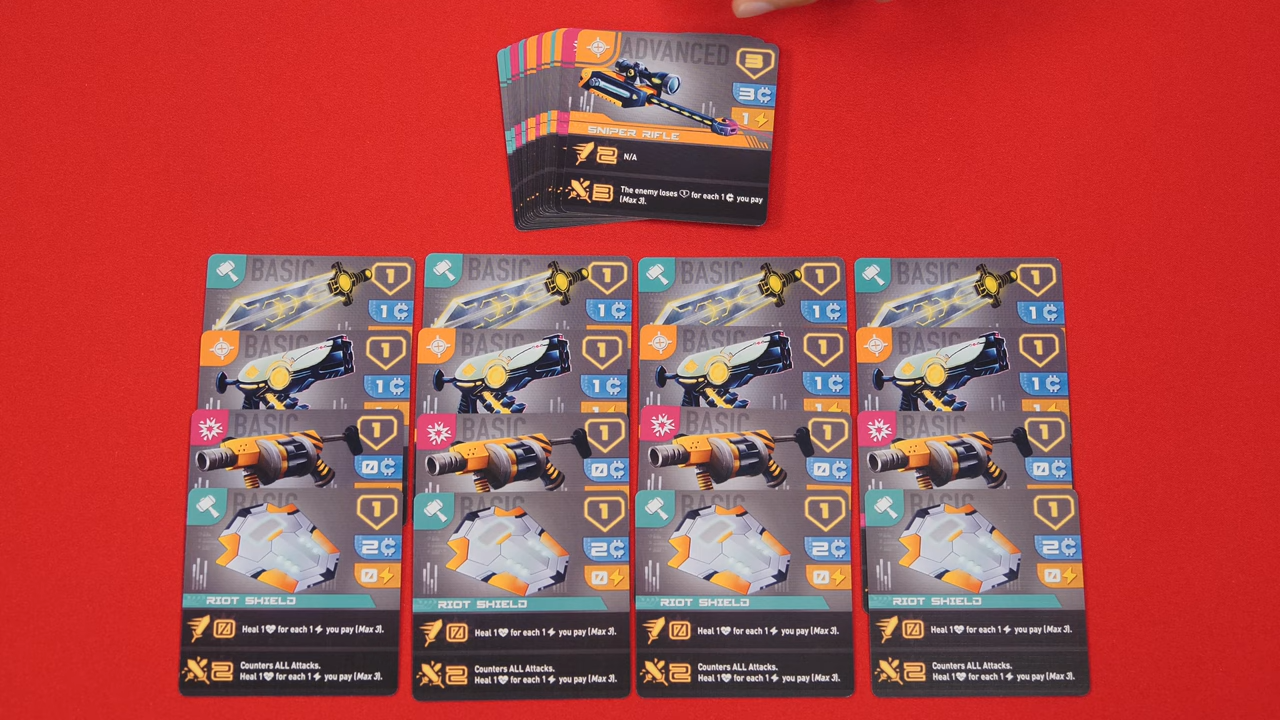 ADVANCED
3
3
1
SNIPER RIFLE
2 N/A
3 The enemy loses for each 1 you pay
(Max 3).
BASIC 1
1
BASIC 1
1
BASIC 1
1
BASIC 1
1
BASIC 1
1
BASIC 1
1
BASIC 1
1
BASIC 1
1
BASIC 1
0
BASIC 1
0
BASIC 1
0
BASIC 1
0
BASIC 1
2
0
RIOT SHIELD
0 Heal 1 for each 1 you pay (Max 3).
2 Counters ALL Attacks.
Heal 1 for each 1 you pay (Max 3).
BASIC 1
2
0
RIOT SHIELD
0 Heal 1 for each 1 you pay (Max 3).
2 Counters ALL Attacks.
Heal 1 for each 1 you pay (Max 3).
BASIC 1
2
0
RIOT SHIELD
0 Heal 1 for each 1 you pay (Max 3).
2 Counters ALL Attacks.
Heal 1 for each 1 you pay (Max 3).
BASIC 1
2
0
RIOT SHIELD
0 Heal 1 for each 1 you pay (Max 3).
2 Counters ALL Attacks.
Heal 1 for each 1 you pay (Max 3).